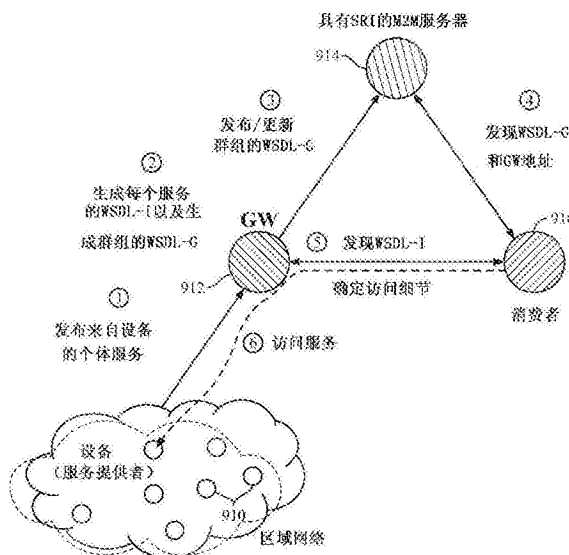 具有SRI的M2M服务器
914
③
发布/更新
群组的WSDL-G
④
发现WSDL-G
和GW地址
②
生成每个服务
的WSDL-I以及生
成群组的WSDL-G
GW
912
⑤ 发现WSDL-I
确定访问细节
消费者
①
发布来自设备
的个体服务
⑥ 访问服务
设备
(服务提供者)
910
区域网络